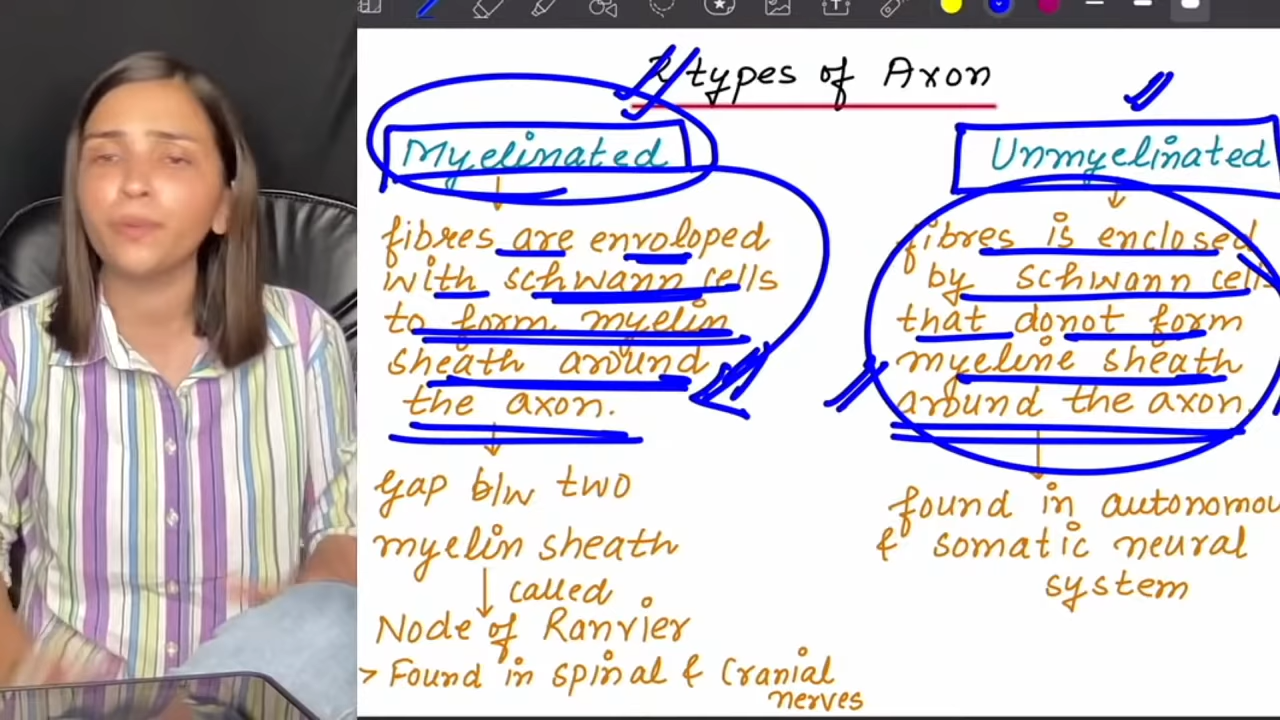 2 types of Axon
Myelinated
fibres are enveloped
with schwann cells
to form myelin
sheath around
the axon.
Gap b/w two
myelin sheath
called
Node of Ranvier
> Found in spinal & Cranial
nerves
Unmyelinated
fibres is enclosed
by schwann cells
that donot form
myeline sheath
around the axon.
found in autonomou
& somatic neural
system